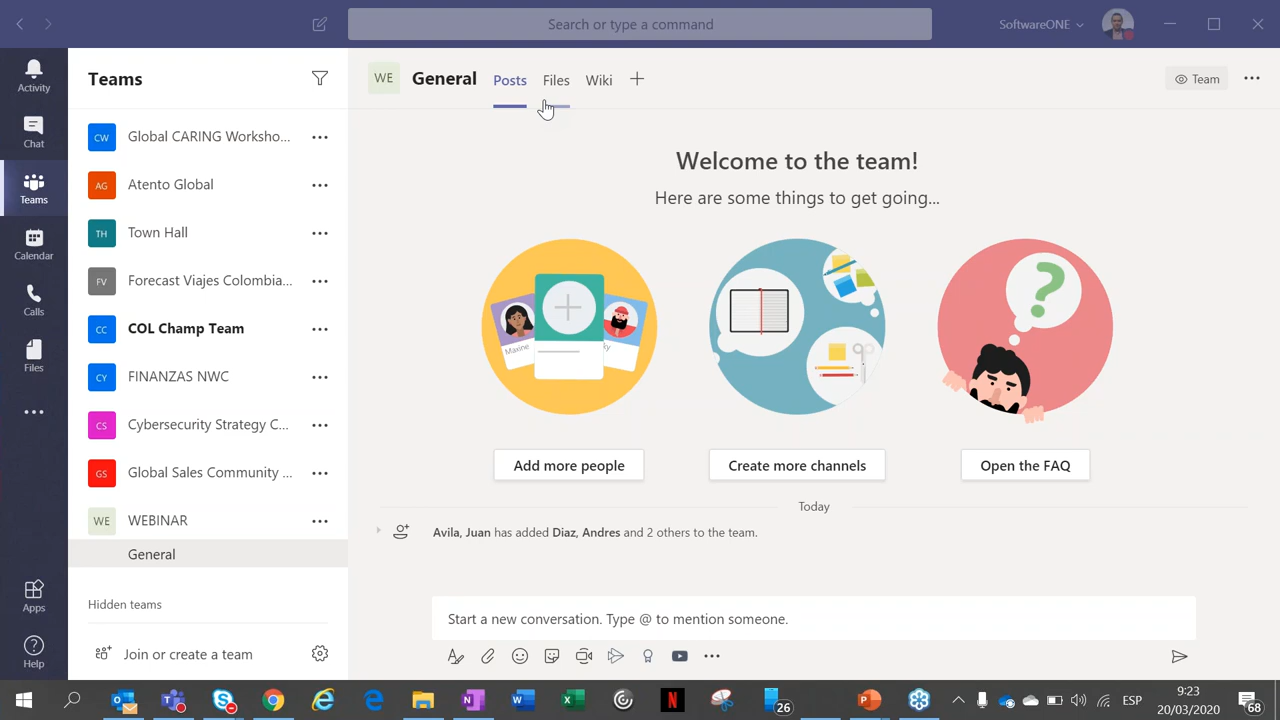 Search or type a command
SoftwareONE
Activity
Chat
Teams
Calendar
Calls
Files
Apps
Help
Teams
CW Global CARING Worksho...
AG Atento Global
TH Town Hall
FV Forecast Viajes Colombia...
CC COL Champ Team
CY FINANZAS NWC
CS Cybersecurity Strategy C...
GS Global Sales Community ...
WE WEBINAR
General
Hidden teams
Join or create a team
WE General Posts Files Wiki
Team
Welcome to the team!
Here are some things to get going...
Maxine
Add more people
Create more channels
Open the FAQ
Today
Avila, Juan has added Diaz, Andres and 2 others to the team.
Start a new conversation. Type @ to mention someone.
26
ESP
9:23
20/03/2020
68